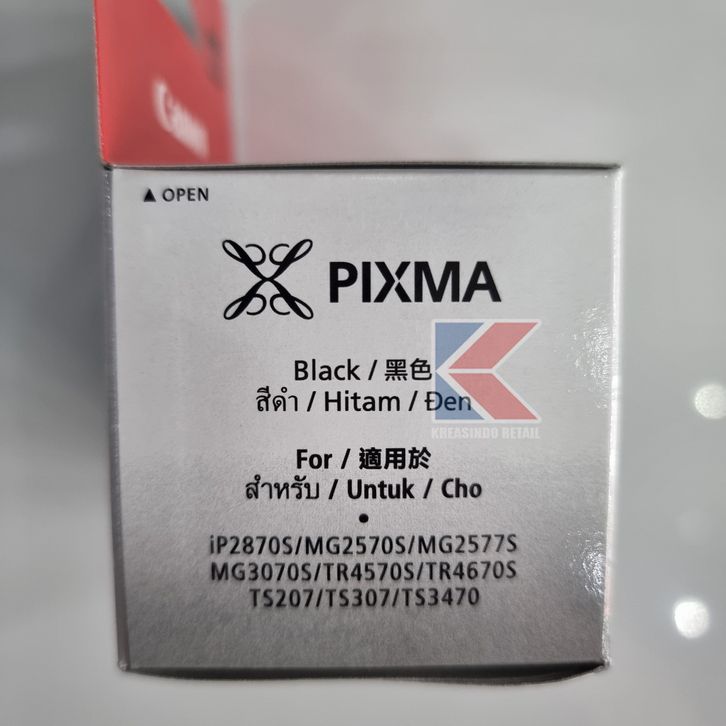 Canon
▲ OPEN
PIXMA
Black / 黑色
สีดำ / Hitam / Đen
KREASINDO RETAIL
For / 適用於
สำหรับ / Untuk / Cho
•
iP2870S/MG2570S/MG2577S
MG3070S/TR4570S/TR4670S
TS207/TS307/TS3470